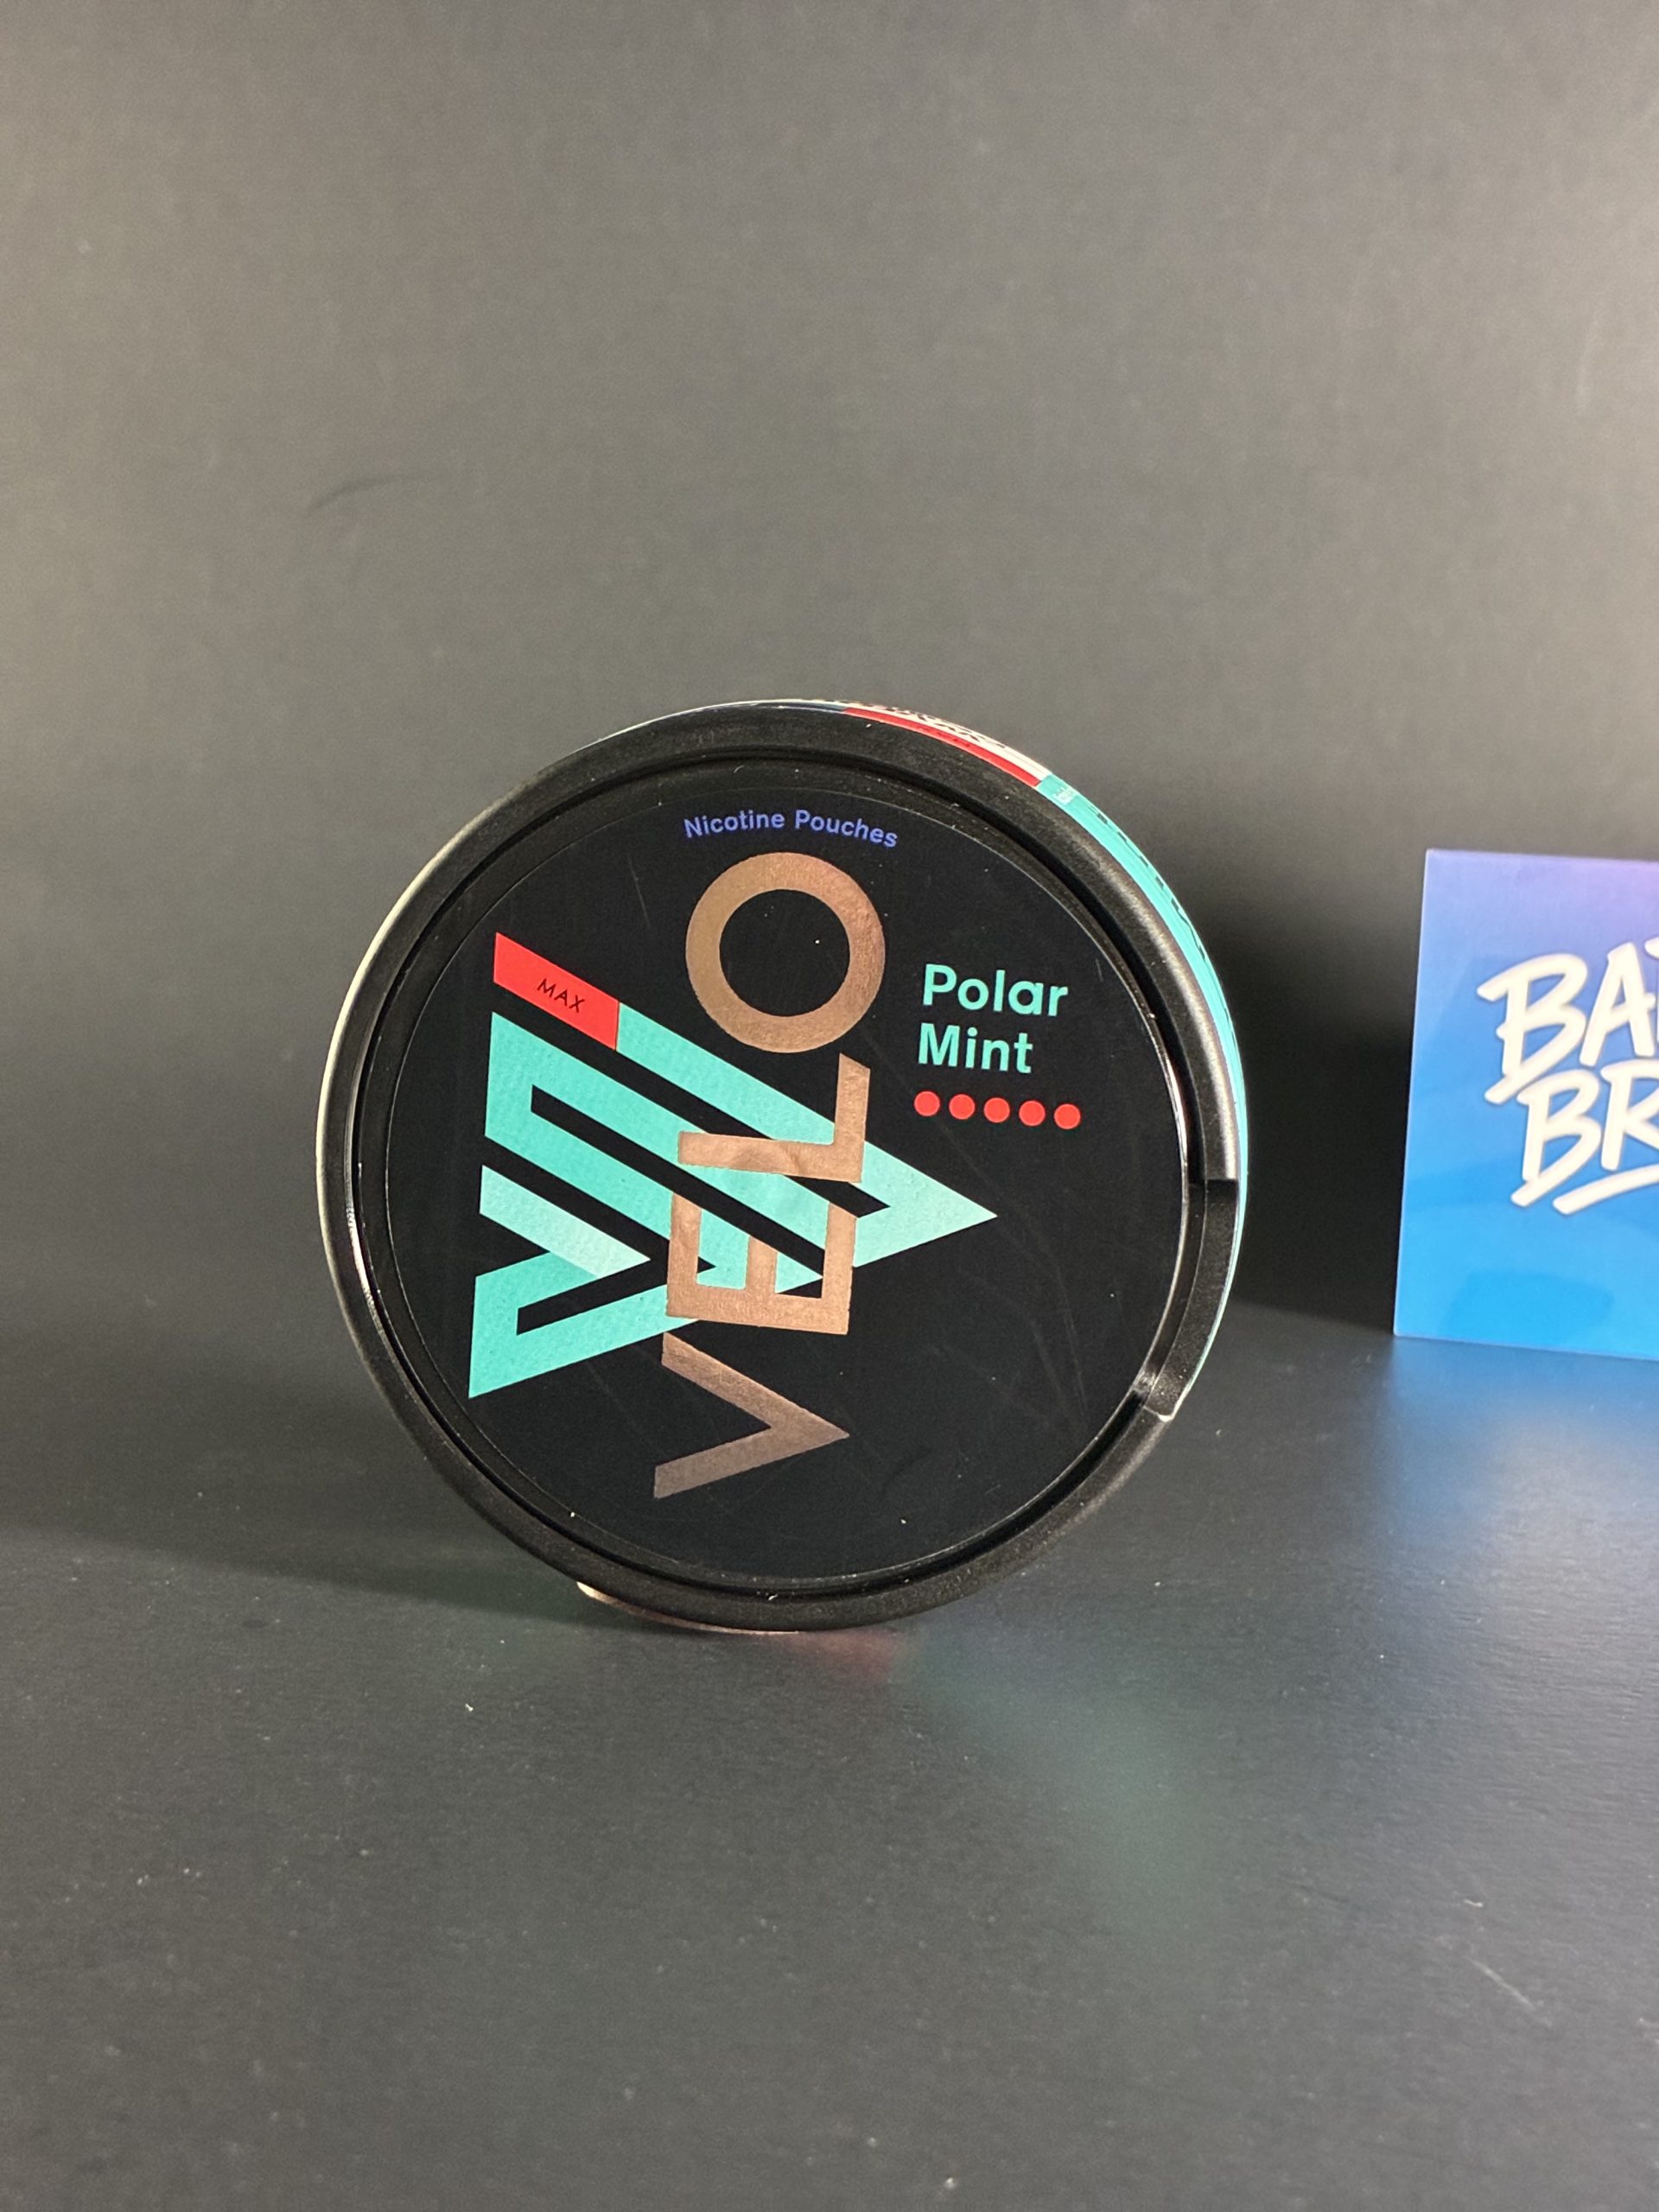 Nicotine Pouches
VELO
MAX
Polar
Mint